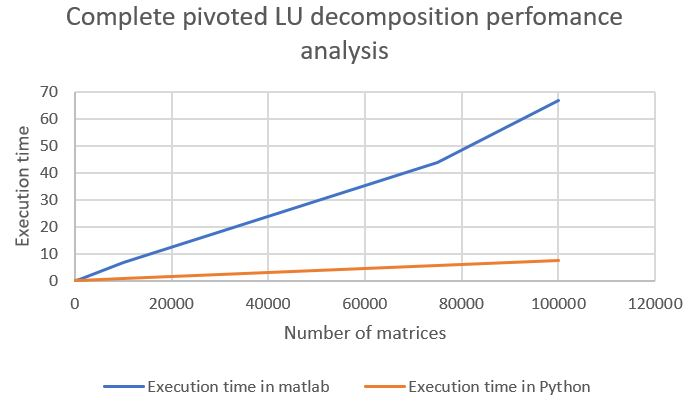 Complete pivoted LU decomposition perfomance
analysis
70
60
50
40
30
20
10
0
Execution time
0 20000 40000 60000 80000 100000 120000
Number of matrices
Execution time in matlab Execution time in Python